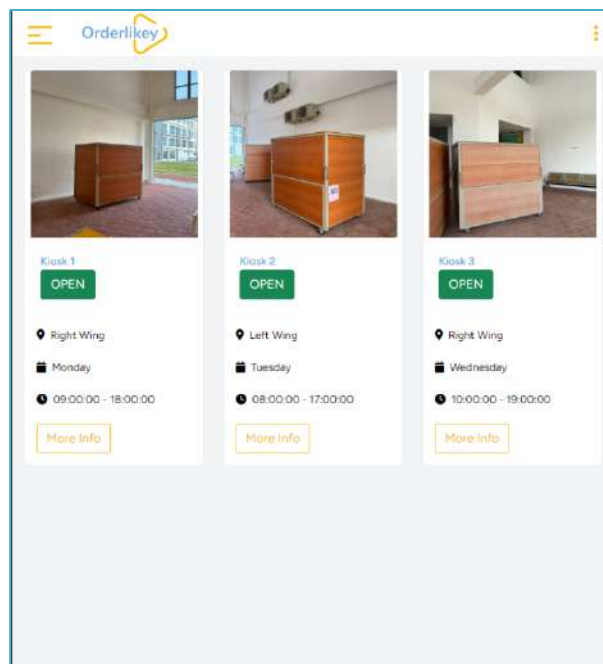 Orderlikey
Kiosk 1
OPEN
Right Wing
Monday
09:00:00 - 18:00:00
More Info
Kiosk 2
OPEN
Left Wing
Tuesday
08:00:00 - 17:00:00
More Info
Kiosk 3
OPEN
Right Wing
Wednesday
10:00:00 - 19:00:00
More Info